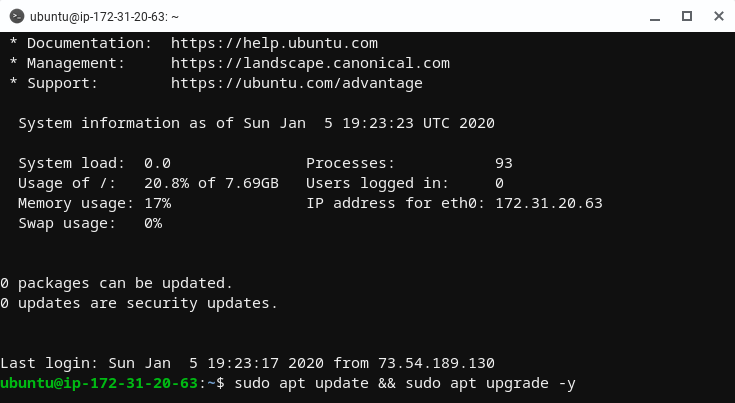 ubuntu@ip-172-31-20-63: ~
* Documentation:  https://help.ubuntu.com
* Management:     https://landscape.canonical.com
* Support:        https://ubuntu.com/advantage
System information as of Sun Jan  5 19:23:23 UTC 2020
System load:  0.0               Processes:           93
Usage of /:   20.8% of 7.69GB   Users logged in:     0
Memory usage: 17%               IP address for eth0: 172.31.20.63
Swap usage:   0%
0 packages can be updated.
0 updates are security updates.
Last login: Sun Jan  5 19:23:17 2020 from 73.54.189.130
ubuntu@ip-172-31-20-63:~$ sudo apt update && sudo apt upgrade -y